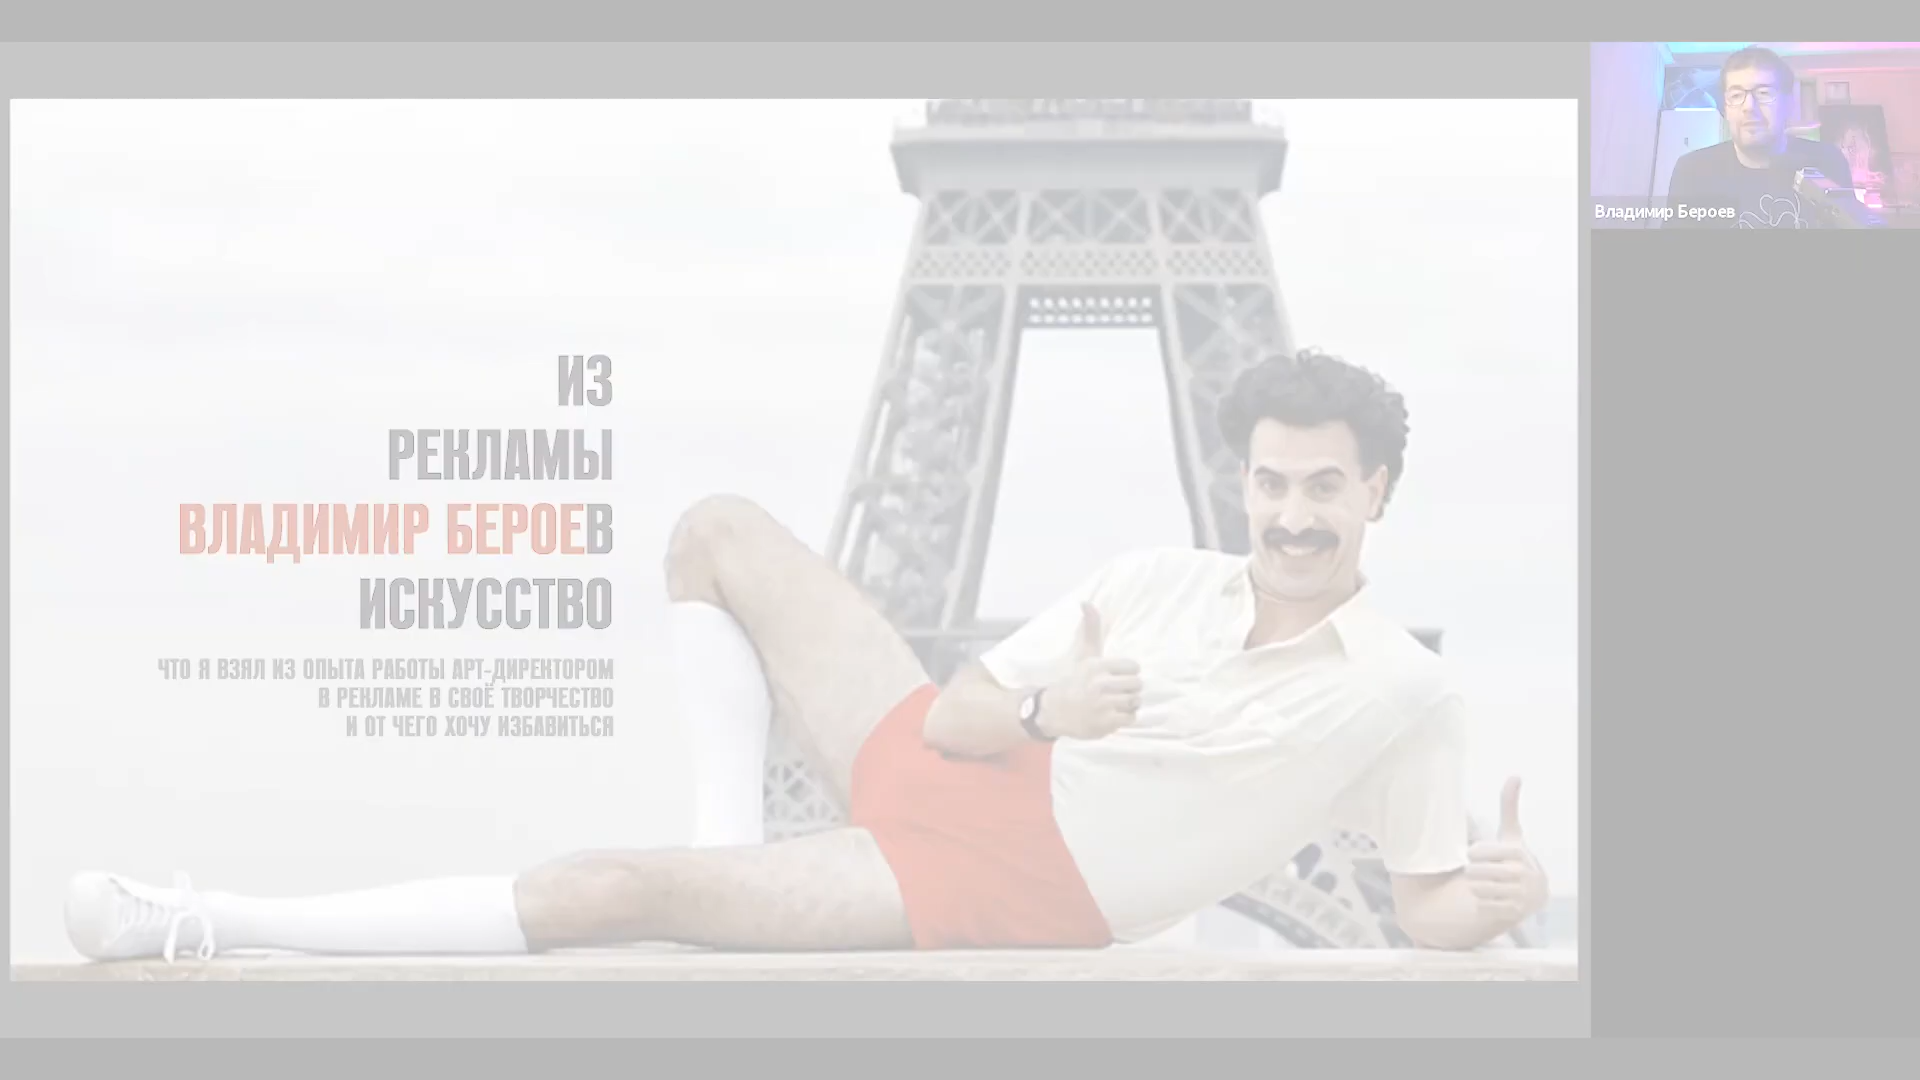 ИЗ
РЕКЛАМЫ
ВЛАДИМИР БЕРОЕВ
ИСКУССТВО
ЧТО Я ВЗЯЛ ИЗ ОПЫТА РАБОТЫ АРТ-ДИРЕКТОРОМ
В РЕКЛАМЕ В СВОЁ ТВОРЧЕСТВО
И ОТ ЧЕГО ХОЧУ ИЗБАВИТЬСЯ
Владимир Бероев